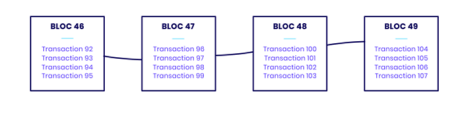 BLOC 46
Transaction 92
Transaction 93
Transaction 94
Transaction 95
BLOC 47
Transaction 96
Transaction 97
Transaction 98
Transaction 99
BLOC 48
Transaction 100
Transaction 101
Transaction 102
Transaction 103
BLOC 49
Transaction 104
Transaction 105
Transaction 106
Transaction 107